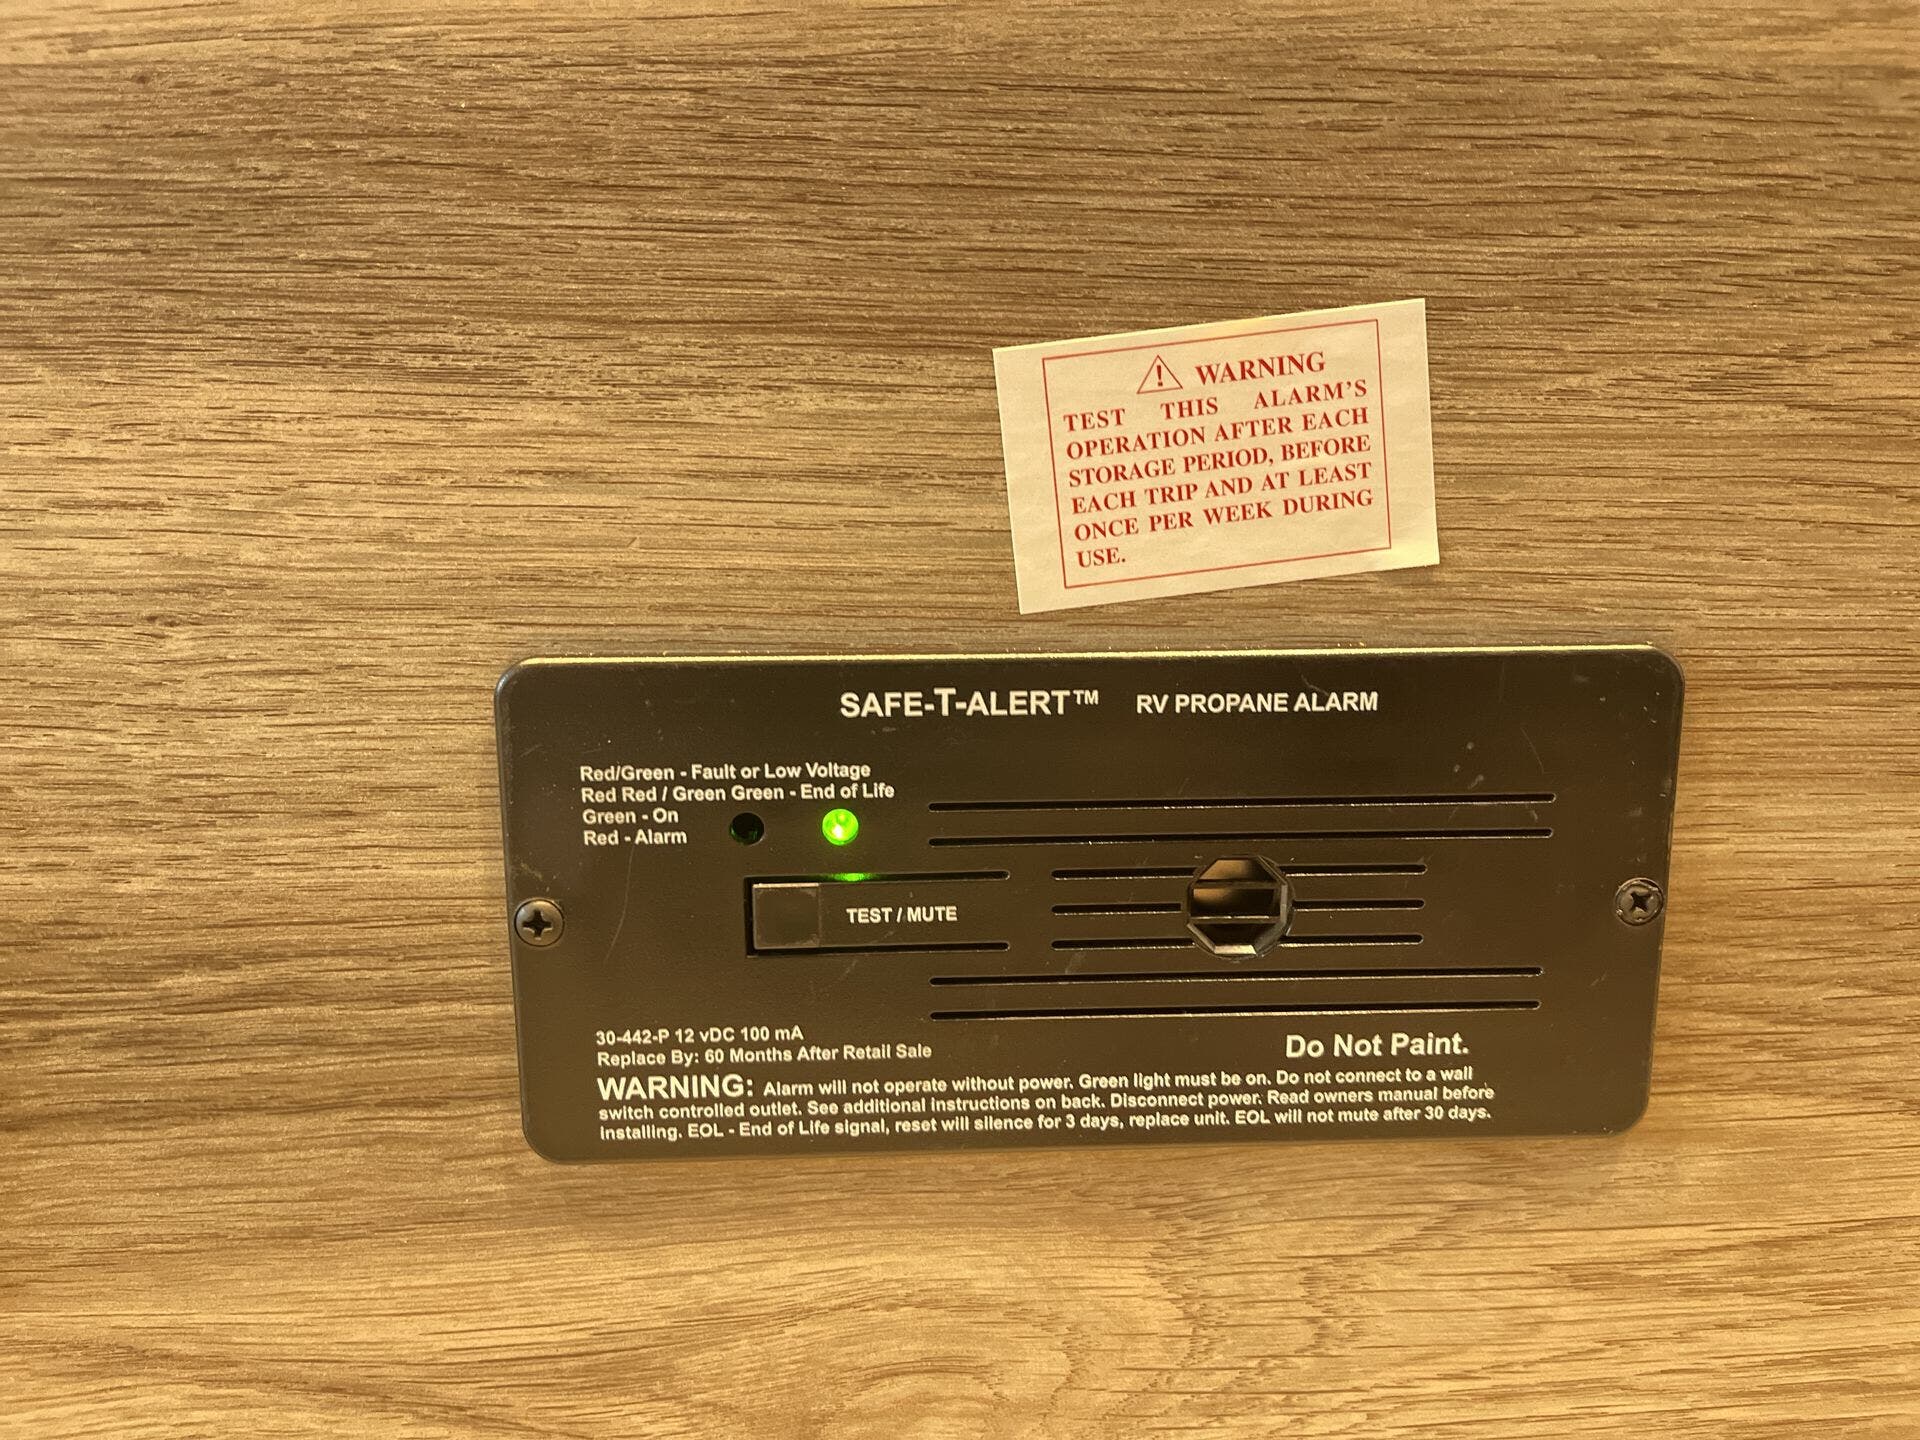 WARNING
TEST THIS ALARM'S
OPERATION AFTER EACH
STORAGE PERIOD, BEFORE
EACH TRIP AND AT LEAST
ONCE PER WEEK DURING
USE.
SAFE-T-ALERT™ RV PROPANE ALARM
Red/Green - Fault or Low Voltage
Red Red / Green Green - End of Life
Green - On
Red - Alarm
TEST / MUTE
30-442-P 12 vDC 100 mA
Replace By: 60 Months After Retail Sale
Do Not Paint.
WARNING: Alarm will not operate without power. Green light must be on. Do not connect to a wall
switch controlled outlet. See additional instructions on back. Disconnect power. Read owners manual before
installing. EOL - End of Life signal, reset will silence for 3 days, replace unit. EOL will not mute after 30 days.